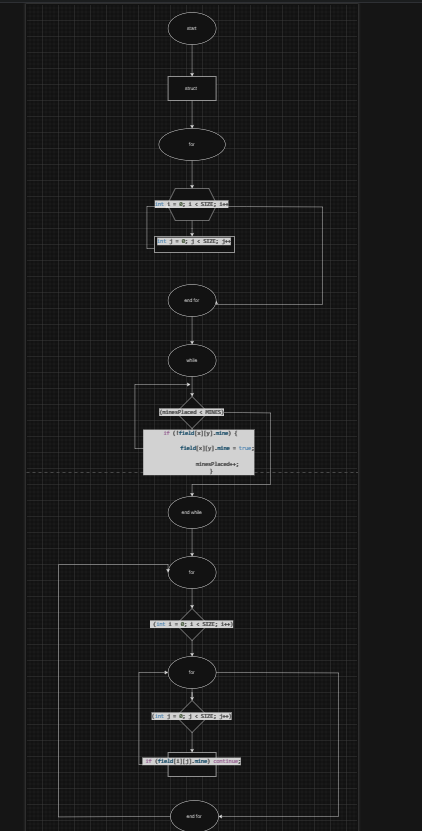 start
struct
for
int i = 0; i < SIZE; i++
int j = 0; j < SIZE; j++
end for
while
(minesPlaced < MINES)
if (!field[x][y].mine) {
field[x][y].mine = true;
minesPlaced++;
}
end while
for
(int i = 0; i < SIZE; i++)
for
(int j = 0; j < SIZE; j++)
if (field[i][j].mine) continue;
end for